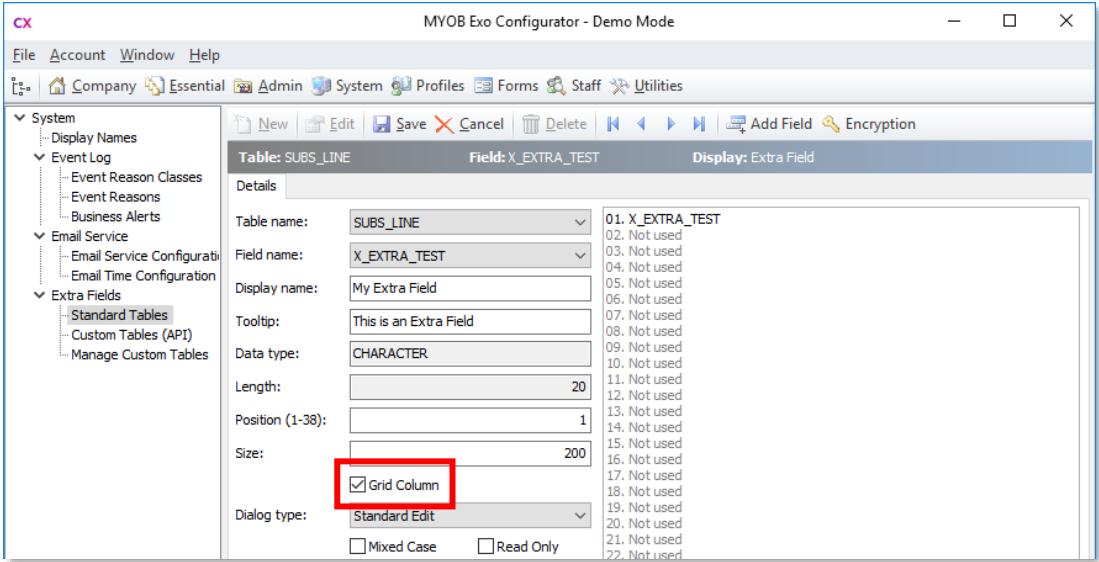 CX MYOB Exo Configurator - Demo Mode
File Account Window Help
Company Essential Admin System Profiles Forms Staff Utilities
System
Display Names
Event Log
Event Reason Classes
Event Reasons
Business Alerts
Email Service
Email Service Configurati
Email Time Configuration
Extra Fields
Standard Tables
Custom Tables (API)
Manage Custom Tables
New Edit Save Cancel Delete Add Field Encryption
Table: SUBS_LINE Field: X_EXTRA_TEST Display: Extra Field
Details
Table name: SUBS_LINE
Field name: X_EXTRA_TEST
Display name: My Extra Field
Tooltip: This is an Extra Field
Data type: CHARACTER
Length: 20
Position (1-38): 1
Size: 200
Grid Column
Dialog type: Standard Edit
Mixed Case Read Only
01. X_EXTRA_TEST
02. Not used
03. Not used
04. Not used
05. Not used
06. Not used
07. Not used
08. Not used
09. Not used
10. Not used
11. Not used
12. Not used
13. Not used
14. Not used
15. Not used
16. Not used
17. Not used
18. Not used
19. Not used
20. Not used
21. Not used
22. Not used